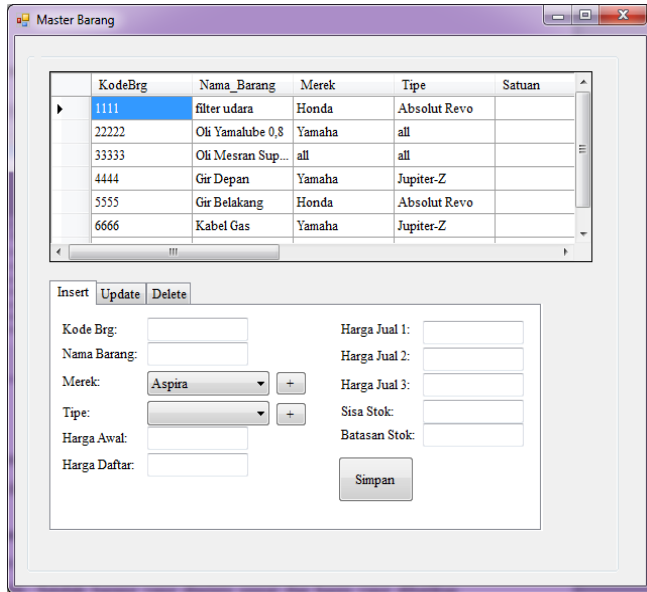 Master Barang
KodeBrg Nama_Barang Merek Tipe Satuan
1111 filter udara Honda Absolut Revo
22222 Oli Yamalube 0,8 Yamaha all
33333 Oli Mesran Sup... all all
4444 Gir Depan Yamaha Jupiter-Z
5555 Gir Belakang Honda Absolut Revo
6666 Kabel Gas Yamaha Jupiter-Z
Insert Update Delete
Kode Brg: Harga Jual 1:
Nama Barang: Harga Jual 2:
Merek: Aspira + Harga Jual 3:
Tipe: + Sisa Stok:
Harga Awal: Batasan Stok:
Harga Daftar:
Simpan